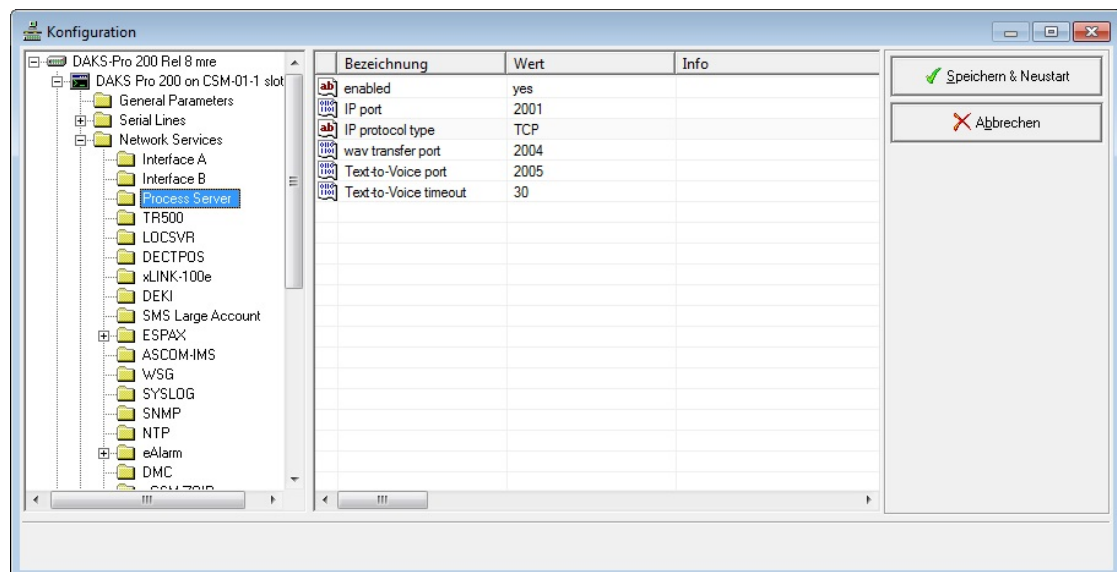 Konfiguration
DAKS-Pro 200 Rel 8 mre
DAKS Pro 200 on CSM-01-1 slot
General Parameters
Serial Lines
Network Services
Interface A
Interface B
Process Server
TR500
LOCSVR
DECTPOS
xLINK-100e
DEKI
SMS Large Account
ESPAX
ASCOM-IMS
WSG
SYSLOG
SNMP
NTP
eAlarm
DMC
Bezeichnung Wert Info
enabled yes
IP port 2001
IP protocol type TCP
wav transfer port 2004
Text-to-Voice port 2005
Text-to-Voice timeout 30
Speichern & Neustart
Abbrechen